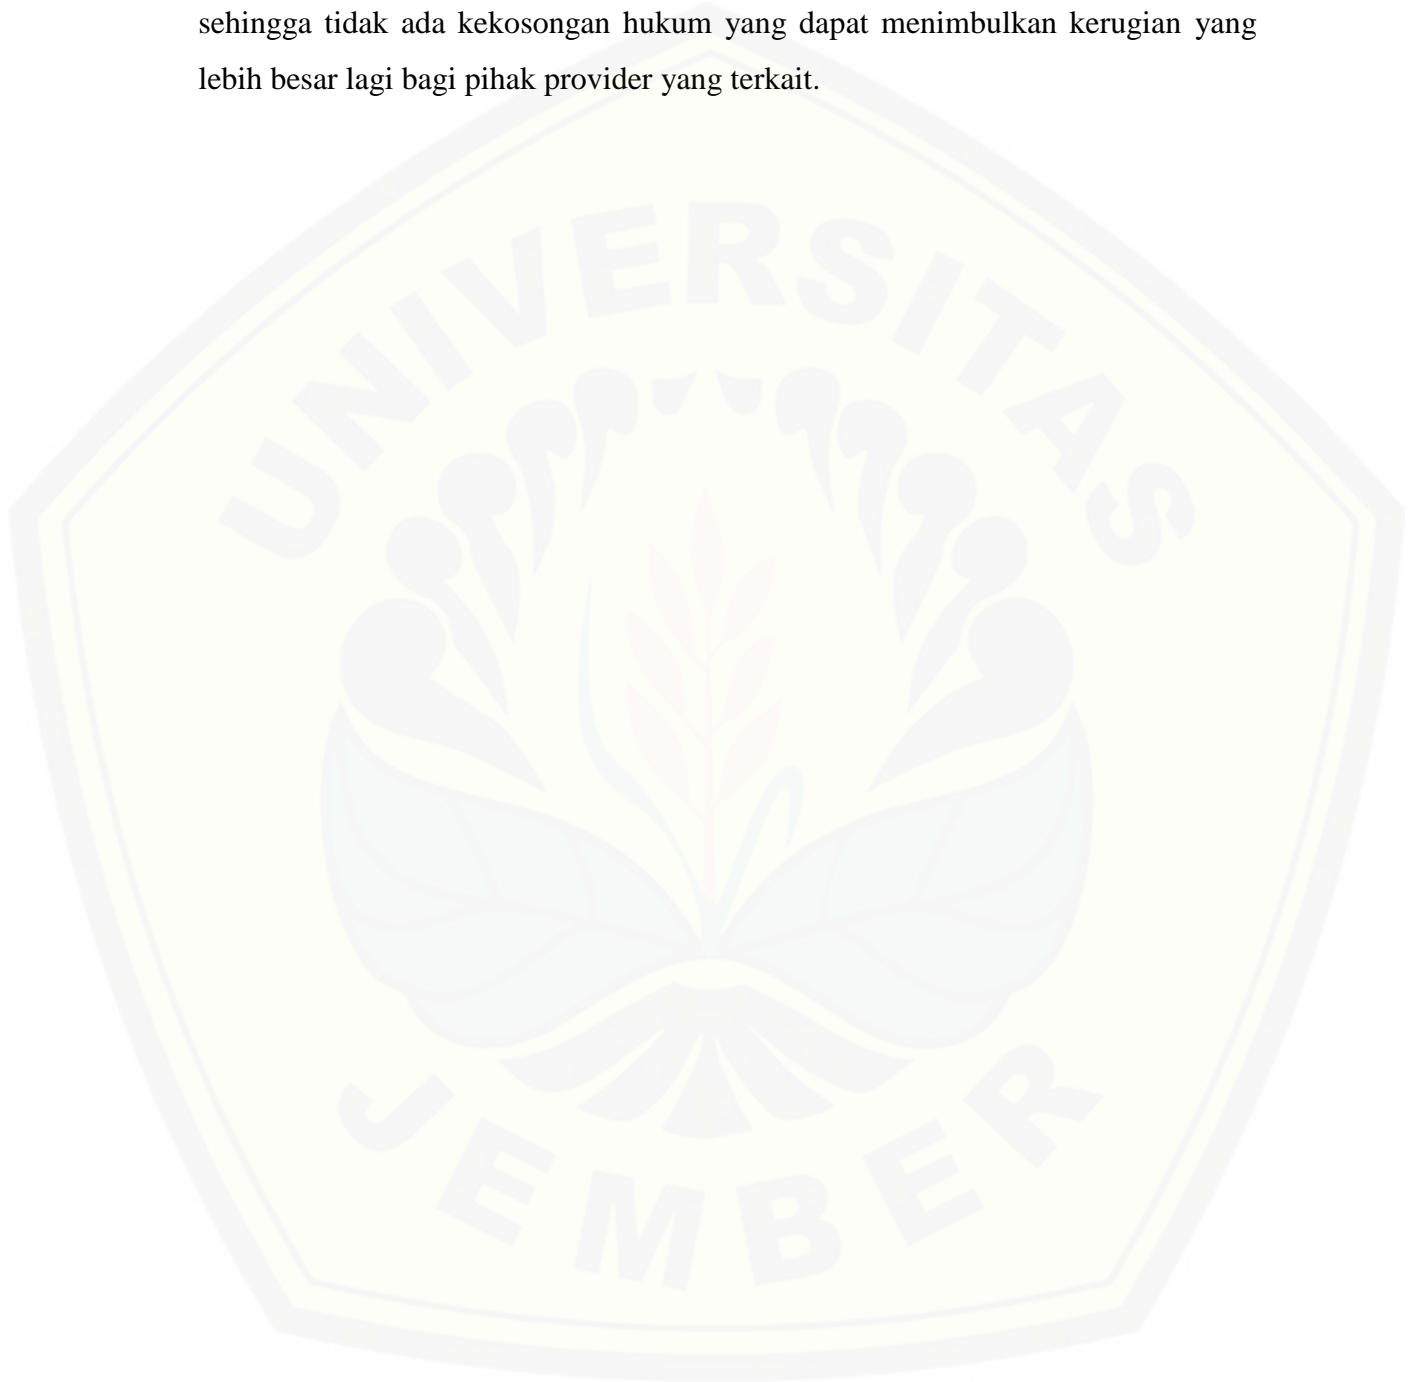 sehingga tidak ada kekosongan hukum yang dapat menimbulkan kerugian yang
lebih besar lagi bagi pihak provider yang terkait.
UNIVERSITAS
JEMBER